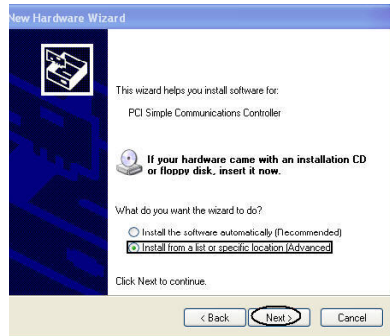 New Hardware Wizard
This wizard helps you install software for:
PCI Simple Communications Controller
If your hardware came with an installation CD
or floppy disk, insert it now.
What do you want the wizard to do?
Install the software automatically (Recommended)
Install from a list or specific location (Advanced
Click Next to continue.
< Back Next > Cancel